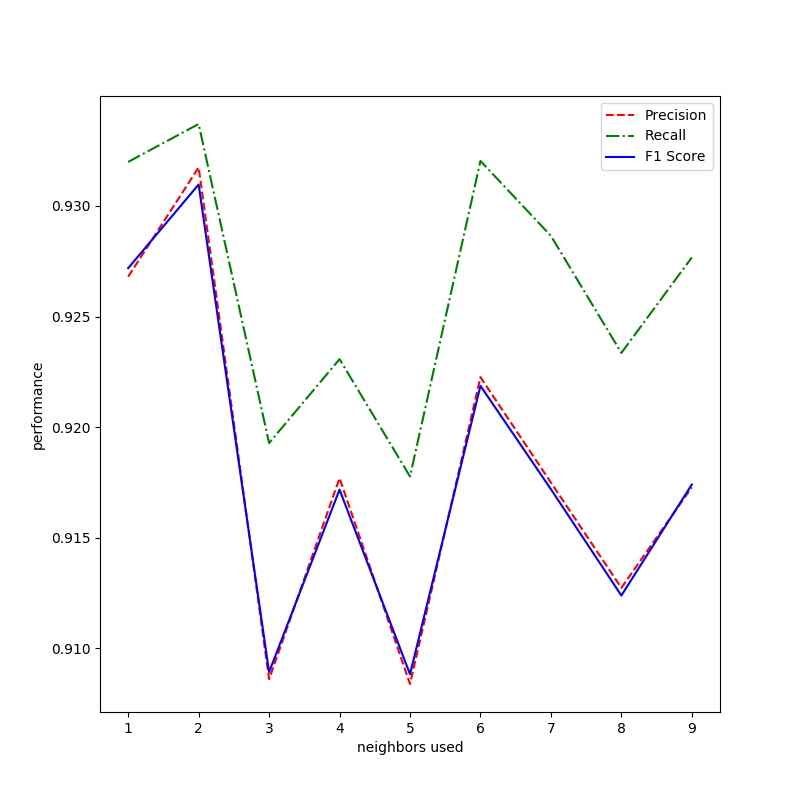 Precision
Recall
F1 Score
0.930
0.925
0.920
0.915
0.910
performance
1 2 3 4 5 6 7 8 9
neighbors used